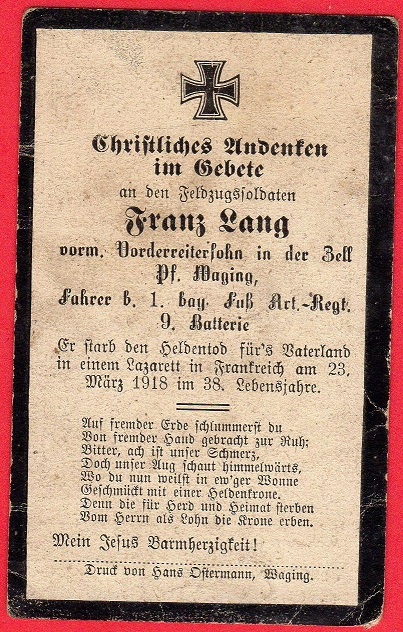 Christliches Andenken
im Gebete
an den Feldzugssoldaten
Franz Lang
vorm. Vorderreitersohn in der Zell
Pf. Waging,
Fahrer b. 1. bay. Fuß Art.-Regt.
9. Batterie
Er starb den Heldentod für's Vaterland
in einem Lazarett in Frankreich am 23.
März 1918 im 38. Lebensjahre.
Auf fremder Erde schlummerst du
Von fremder Hand gebracht zur Ruh;
Bitter, ach ist unser Schmerz,
Doch unser Aug schaut himmelwärts,
Wo du nun weilst in ew'ger Wonne
Geschmückt mit einer Heldenkrone.
Denn die für Herd und Heimat sterben
Vom Herrn als Lohn die Krone erben.
Mein Jesus Barmherzigkeit!
Druck von Hans Ostermann, Waging.